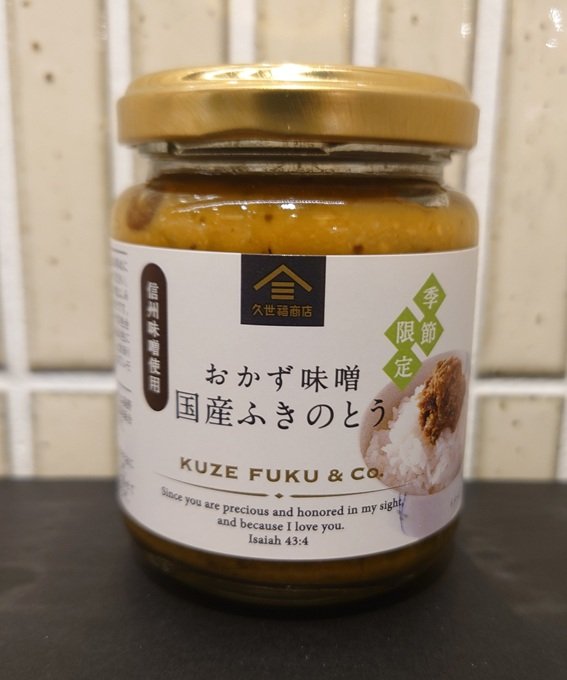 久世福商店
信州味噌使用
季節
限定
おかず味噌
国産ふきのとう
KUZE FUKU & Co.
Since you are precious and honored in my sight,
and because I love you.
Isaiah 43:4